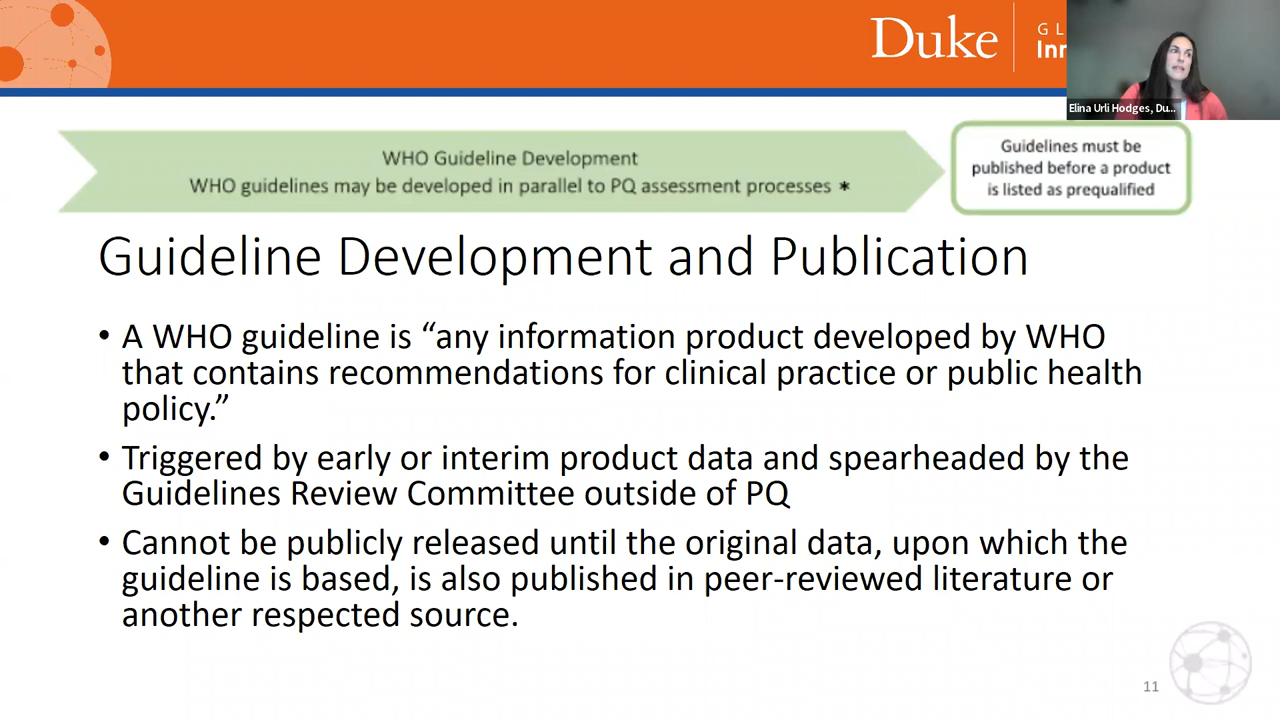 Duke
GL
Inn
Elina Urli Hodges, Du...
WHO Guideline Development
WHO guidelines may be developed in parallel to PQ assessment processes *
Guidelines must be
published before a product
is listed as prequalified
Guideline Development and Publication
• A WHO guideline is “any information product developed by WHO
that contains recommendations for clinical practice or public health
policy.”
• Triggered by early or interim product data and spearheaded by the
Guidelines Review Committee outside of PQ
• Cannot be publicly released until the original data, upon which the
guideline is based, is also published in peer-reviewed literature or
another respected source.
11